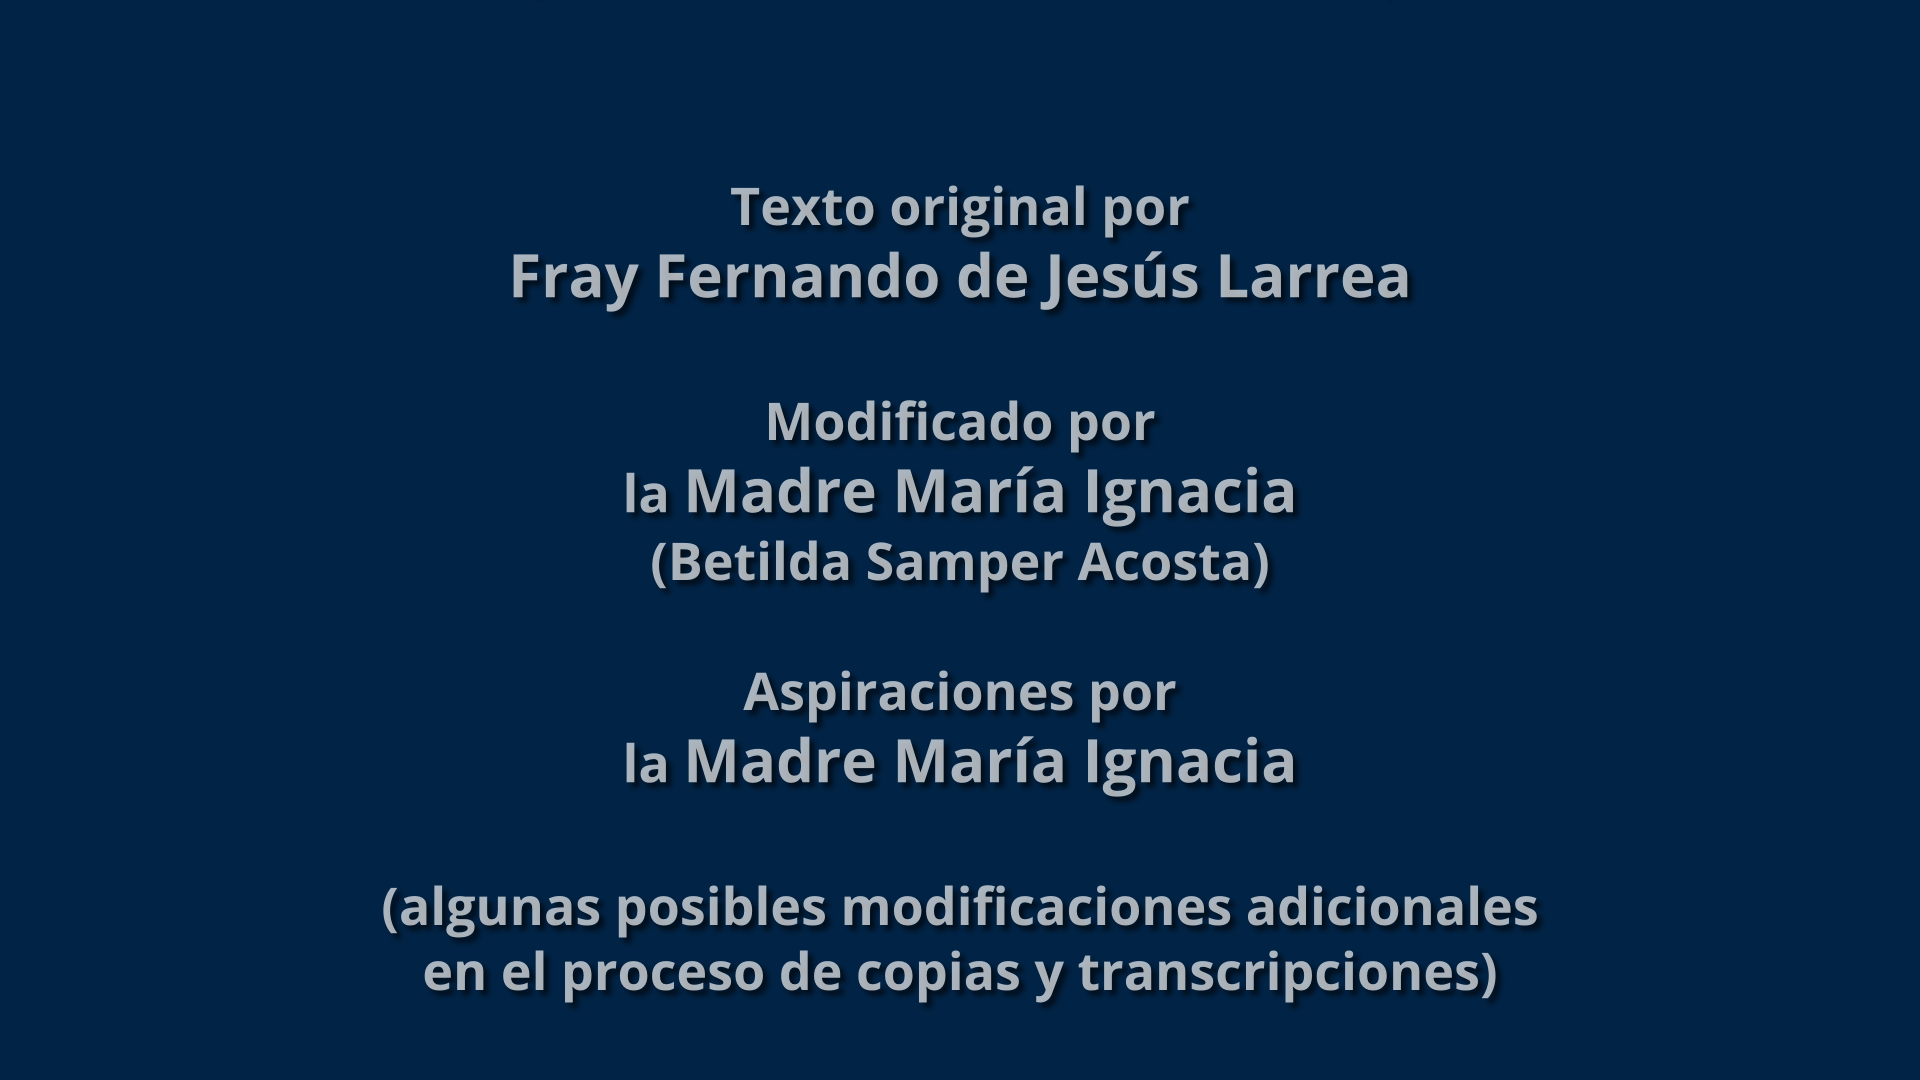 Texto original por
Fray Fernando de Jesús Larrea
Modificado por
la Madre María Ignacia
(Betilda Samper Acosta)
Aspiraciones por
la Madre María Ignacia
(algunas posibles modificaciones adicionales
en el proceso de copias y transcripciones)